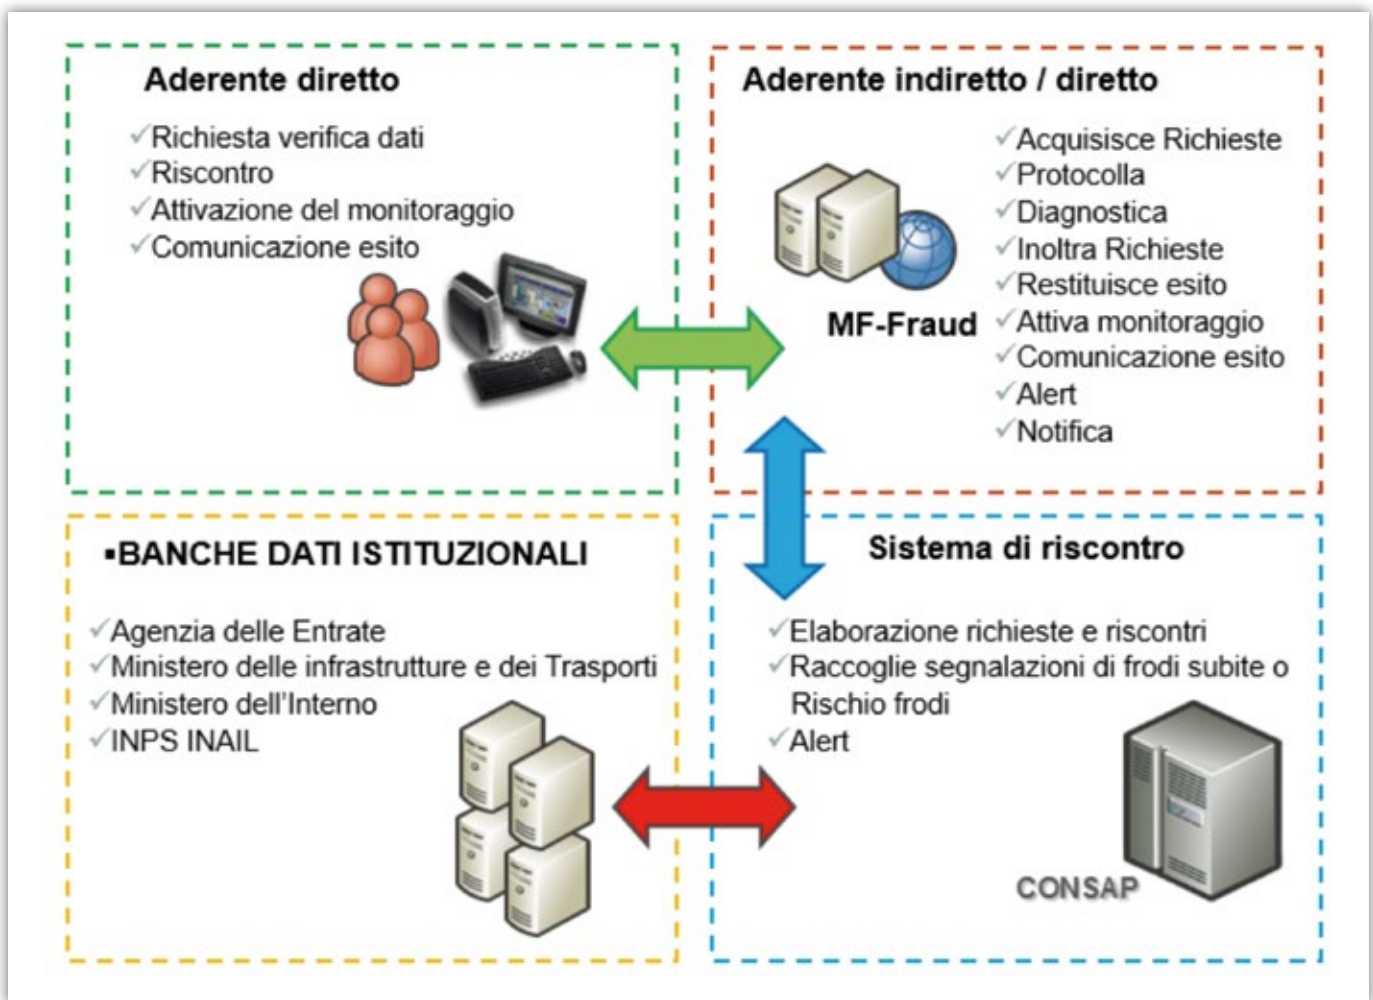 Aderente diretto
✓Richiesta verifica dati
✓Riscontro
✓Attivazione del monitoraggio
✓Comunicazione esito
Aderente indiretto / diretto
✓Acquisisce Richieste
✓Protocolla
✓Diagnostica
✓Inoltra Richieste
✓Restituisce esito
✓Attiva monitoraggio
✓Comunicazione esito
✓Alert
✓Notifica
MF-Fraud
▪BANCHE DATI ISTITUZIONALI
✓Agenzia delle Entrate
✓Ministero delle infrastrutture e dei Trasporti
✓Ministero dell'Interno
✓INPS INAIL
Sistema di riscontro
✓Elaborazione richieste e riscontri
✓Raccoglie segnalazioni di frodi subite o
Rischio frodi
✓Alert
CONSAP